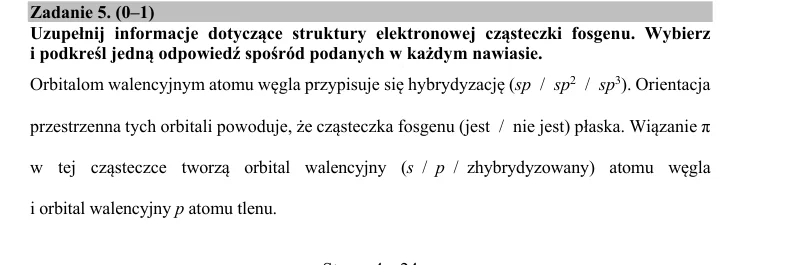 Zadanie 5. (0–1)
Uzupełnij informacje dotyczące struktury elektronowej cząsteczki fosgenu. Wybierz
i podkreśl jedną odpowiedź spośród podanych w każdym nawiasie.
Orbitalom walencyjnym atomu węgla przypisuje się hybrydyzację (sp / sp² / sp³). Orientacja
przestrzenna tych orbitali powoduje, że cząsteczka fosgenu (jest / nie jest) płaska. Wiązanie π
w tej cząsteczce tworzą orbital walencyjny (s / p / zhybrydyzowany) atomu węgla
i orbital walencyjny p atomu tlenu.